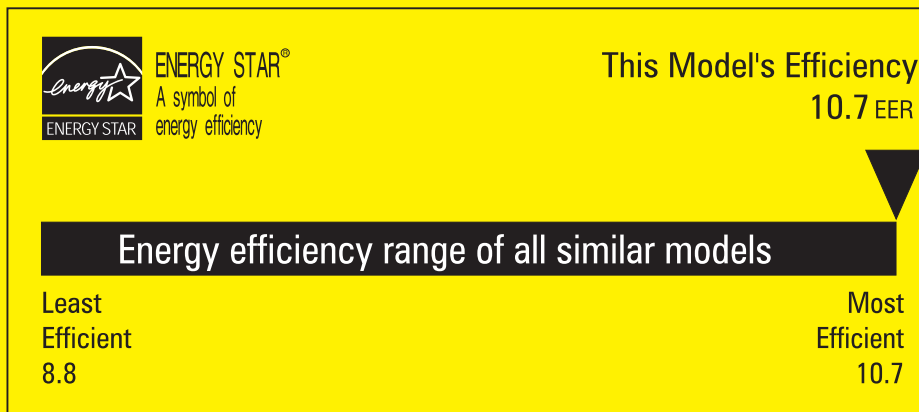 energy
ENERGY STAR
ENERGY STAR®
A symbol of
energy efficiency
This Model's Efficiency
10.7 EER
Energy efficiency range of all similar models
Least
Efficient
8.8
Most
Efficient
10.7